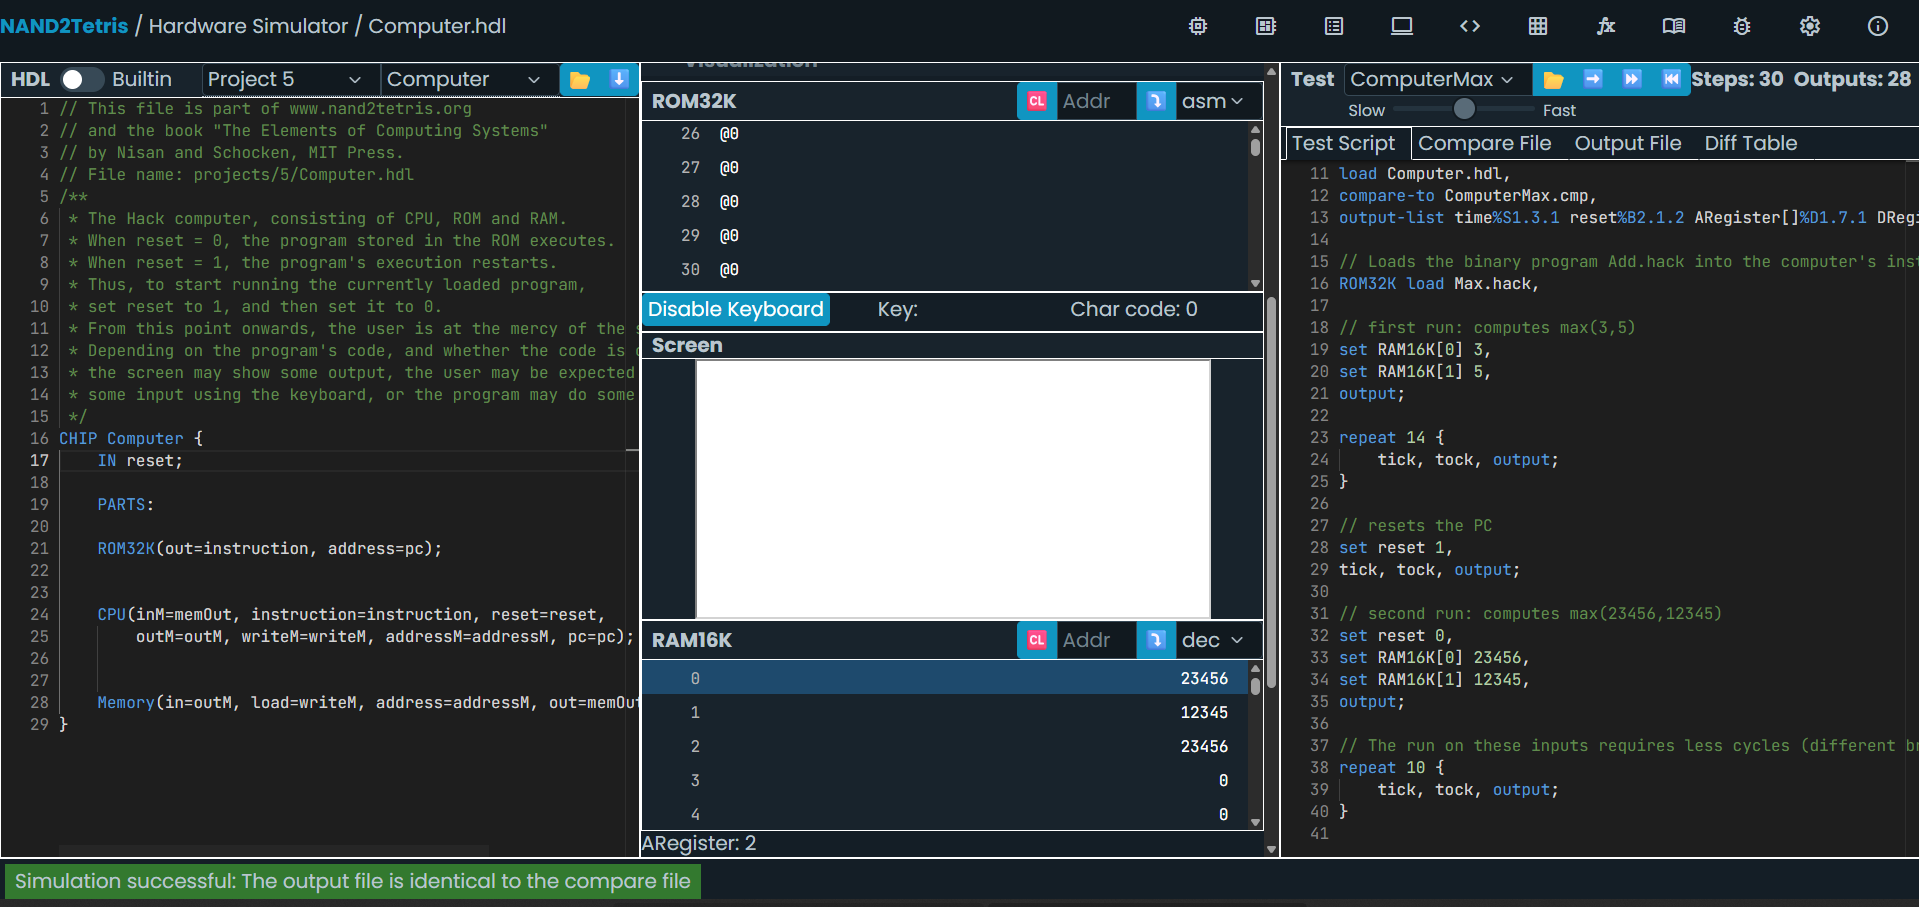 NAND2Tetris / Hardware Simulator / Computer.hdl
HDL Builtin Project 5 Computer
1 // This file is part of www.nand2tetris.org
2 // and the book "The Elements of Computing Systems"
3 // by Nisan and Schocken, MIT Press.
4 // File name: projects/5/Computer.hdl
5 /**
6 * The Hack computer, consisting of CPU, ROM and RAM.
7 * When reset = 0, the program stored in the ROM executes.
8 * When reset = 1, the program's execution restarts.
9 * Thus, to start running the currently loaded program,
10 * set reset to 1, and then set it to 0.
11 * From this point onwards, the user is at the mercy of the s
12 * Depending on the program's code, and whether the code is
13 * the screen may show some output, the user may be expected
14 * some input using the keyboard, or the program may do some
15 */
16 CHIP Computer {
17 IN reset;
18
19 PARTS:
20
21 ROM32K(out=instruction, address=pc);
22
23
24 CPU(inM=memOut, instruction=instruction, reset=reset,
25 outM=outM, writeM=writeM, addressM=addressM, pc=pc);
26
27
28 Memory(in=outM, load=writeM, address=addressM, out=memOut
29 }
Visualization
ROM32K CL Addr asm
26 @0
27 @0
28 @0
29 @0
30 @0
Disable Keyboard Key: Char code: 0
Screen
RAM16K CL Addr dec
0 23456
1 12345
2 23456
3 0
4 0
ARegister: 2
Test ComputerMax Steps: 30 Outputs: 28
Slow Fast
Test Script Compare File Output File Diff Table
11 load Computer.hdl,
12 compare-to ComputerMax.cmp,
13 output-list time%S1.3.1 reset%B2.1.2 ARegister[]%D1.7.1 DRegi
14
15 // Loads the binary program Add.hack into the computer's inst
16 ROM32K load Max.hack,
17
18 // first run: computes max(3,5)
19 set RAM16K[0] 3,
20 set RAM16K[1] 5,
21 output;
22
23 repeat 14 {
24 tick, tock, output;
25 }
26
27 // resets the PC
28 set reset 1,
29 tick, tock, output;
30
31 // second run: computes max(23456,12345)
32 set reset 0,
33 set RAM16K[0] 23456,
34 set RAM16K[1] 12345,
35 output;
36
37 // The run on these inputs requires less cycles (different br
38 repeat 10 {
39 tick, tock, output;
40 }
41
Simulation successful: The output file is identical to the compare file